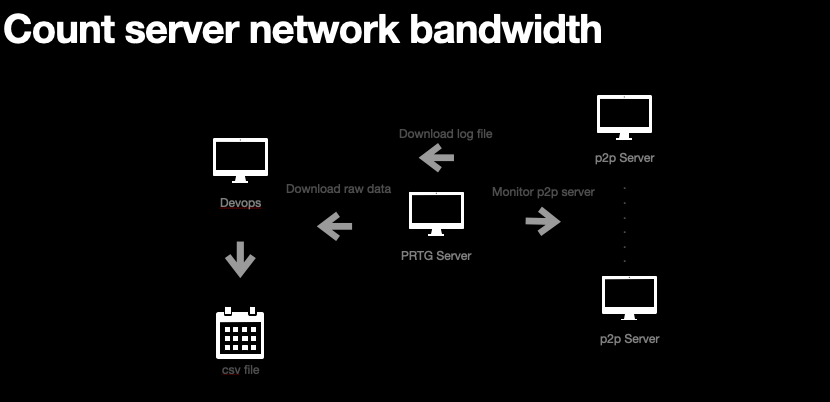 Count server network bandwidth
Download log file
p2p Server
Download raw data
Monitor p2p server
Devops
PRTG Server
p2p Server
csv file